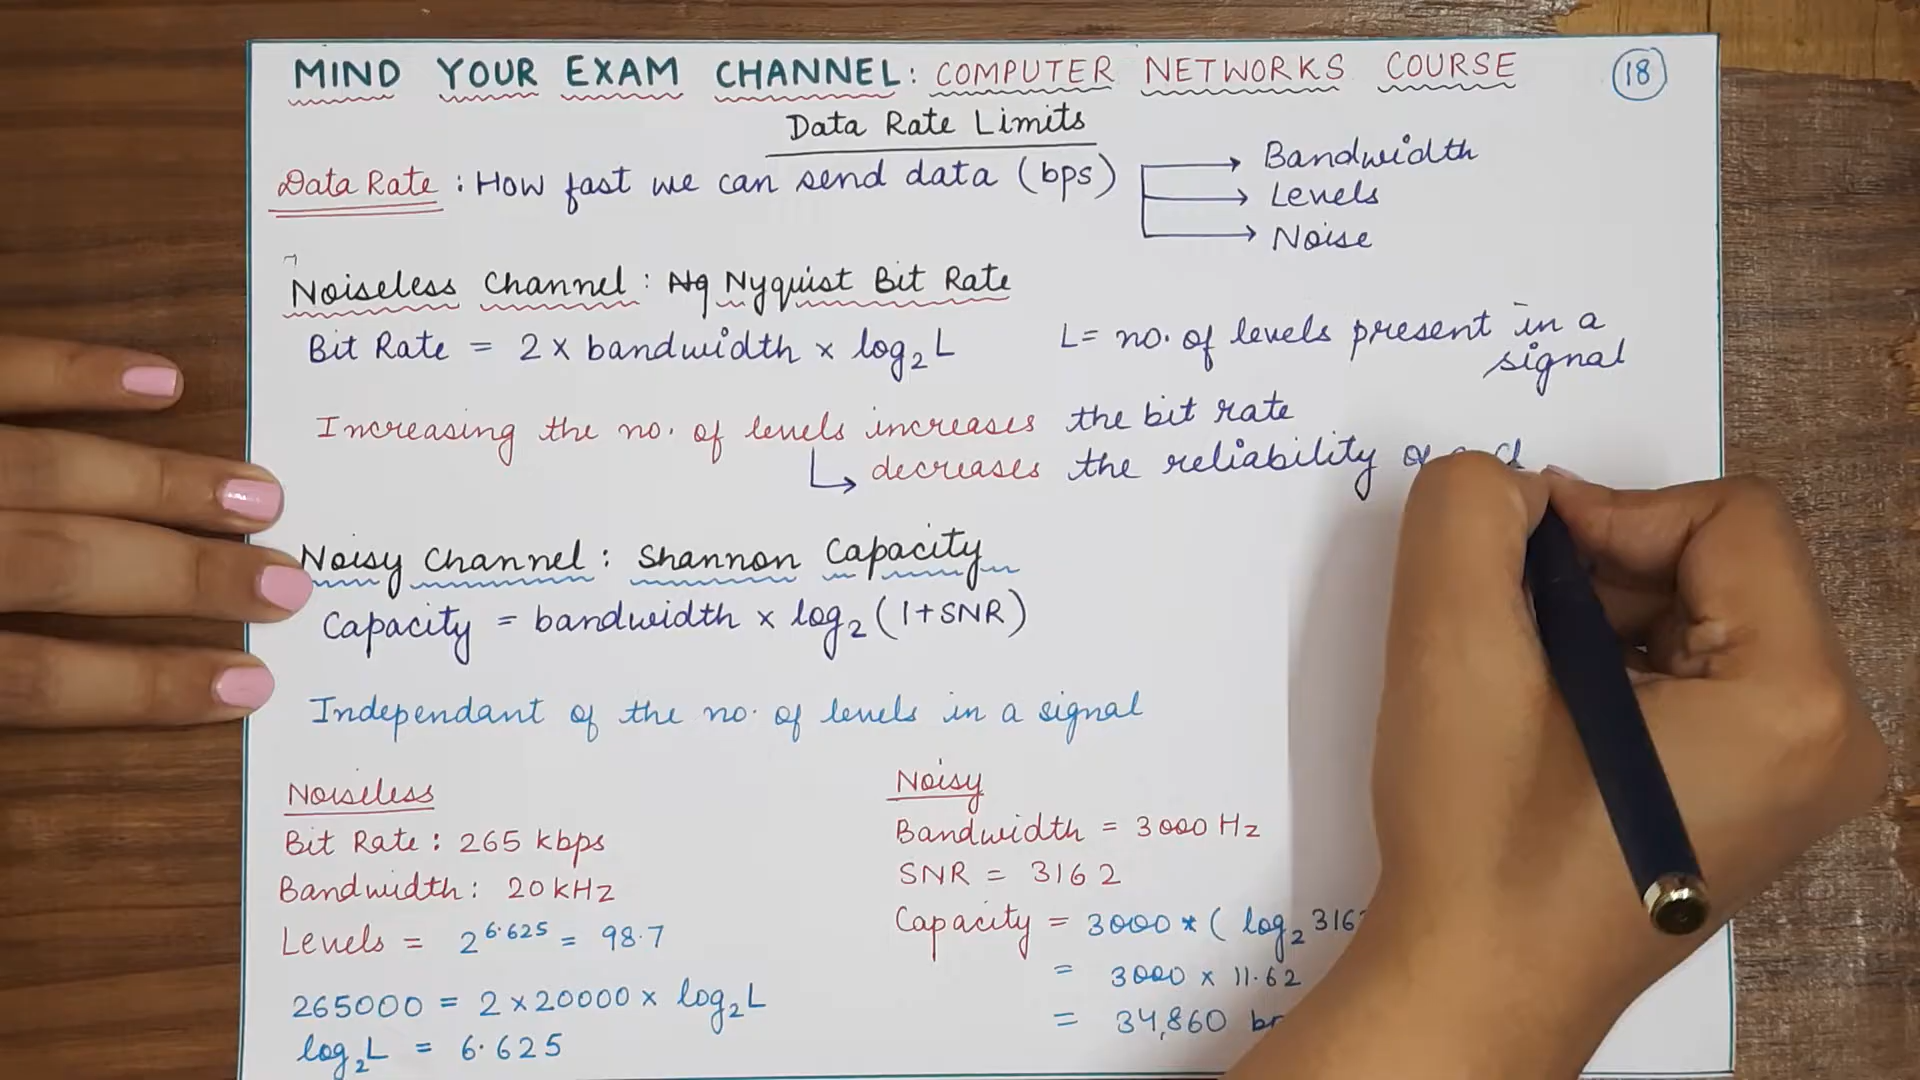 MIND YOUR EXAM CHANNEL: COMPUTER NETWORKS COURSE
18
Data Rate Limits
Data Rate : How fast we can send data (bps)
Bandwidth
Levels
Noise
Noiseless Channel : Nq Nyquist Bit Rate
Bit Rate = 2 x bandwidth x log₂ L
L = no. of levels present in a
signal
Increasing the no. of levels increases the bit rate
decreases the reliability
Noisy Channel : Shannon Capacity
Capacity = bandwidth x log₂ (1+SNR)
Independant of the no. of levels in a signal
Noiseless
Bit Rate : 265 kbps
Bandwidth : 20 kHz
Levels = 2^6.625 = 98.7
265000 = 2 x 20000 x log₂L
log₂L = 6.625
Noisy
Bandwidth = 3000 Hz
SNR = 3162
Capacity = 3000 * ( log₂ 316
= 3000 x 11.62
= 34,860